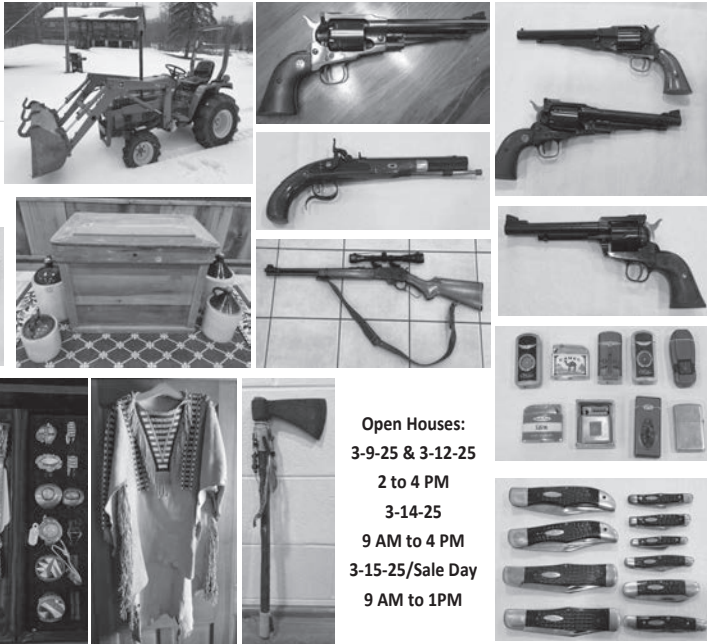 Open Houses:
3-9-25 & 3-12-25
2 to 4 PM
3-14-25
9 AM to 4 PM
3-15-25/Sale Day
9 AM to 1PM
CAMEL